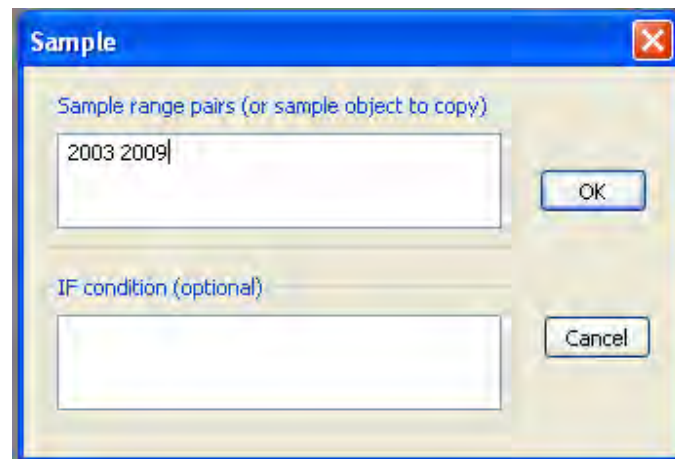 Sample
Sample range pairs (or sample object to copy)
2003 2009
OK
IF condition (optional)
Cancel